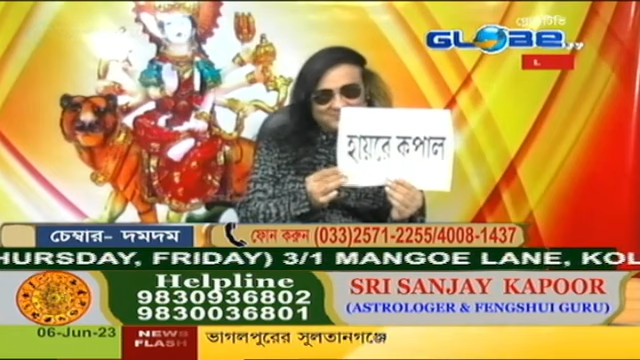 গ্লোব টিভি
GLOBE TV
L
হায়রে কপাল
চেম্বার- দমদম
ফোন করুন (033)2571-2255/4008-1437
HURSDAY, FRIDAY) 3/1 MANGOE LANE, KOL
Helpline
9830936802
9830036801
SRI SANJAY KAPOOR
(ASTROLOGER & FENGSHUI GURU)
06-Jun-23
NEWS
FLASH
ভাগলপুরের সুলতানগঞ্জে